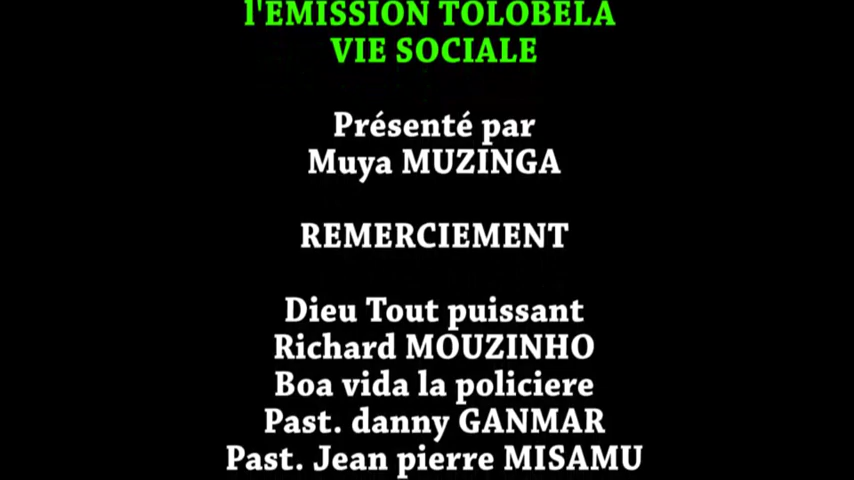 l'EMISSION TOLOBELA
VIE SOCIALE
Présenté par
Muya MUZINGA
REMERCIEMENT
Dieu Tout puissant
Richard MOUZINHO
Boa vida la policiere
Past. danny GANMAR
Past. Jean pierre MISAMU